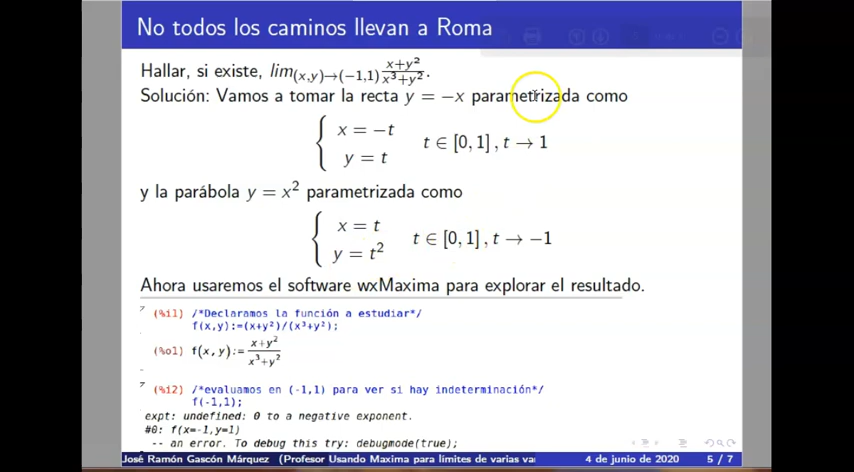 No todos los caminos llevan a Roma
Hallar, si existe, lim(x,y)→(−1,1) x+y²/x³+y².
Solución: Vamos a tomar la recta y = −x parametrizada como
{ x = −t
y = t
t ∈ [0, 1] , t → 1
y la parábola y = x² parametrizada como
{ x = t
y = t²
t ∈ [0, 1] , t → −1
Ahora usaremos el software wxMaxima para explorar el resultado.
(%i1) /*Declaramos la función a estudiar*/
f(x,y):=(x+y²)/(x³+y²);
(%o1) f(x,y):= x+y²/x³+y²
(%i2) /*evaluamos en (-1,1) para ver si hay indeterminación*/
f(-1,1);
expt: undefined: 0 to a negative exponent.
#0: f(x=-1,y=1)
-- an error. To debug this try: debugmode(true);
José Ramón Gascón Márquez (Profesor Usando Maxima para límites de varias va 4 de junio de 2020 5 / 7